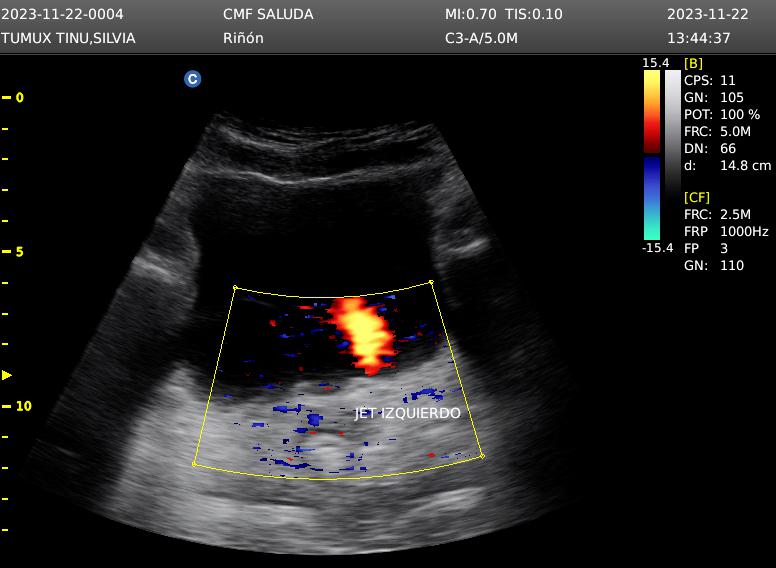 2023-11-22-0004 CMF SALUDA MI:0.70 TIS:0.10 2023-11-22
TUMUX TINU,SILVIA Riñón C3-A/5.0M 13:44:37
C
15.4 [B]
CPS: 11
GN: 105
POT: 100 %
FRC: 5.0M
DN: 66
d: 14.8 cm
[CF]
FRC: 2.5M
FRP 1000Hz
-15.4 FP 3
GN: 110
0
5
10
JET IZQUIERDO